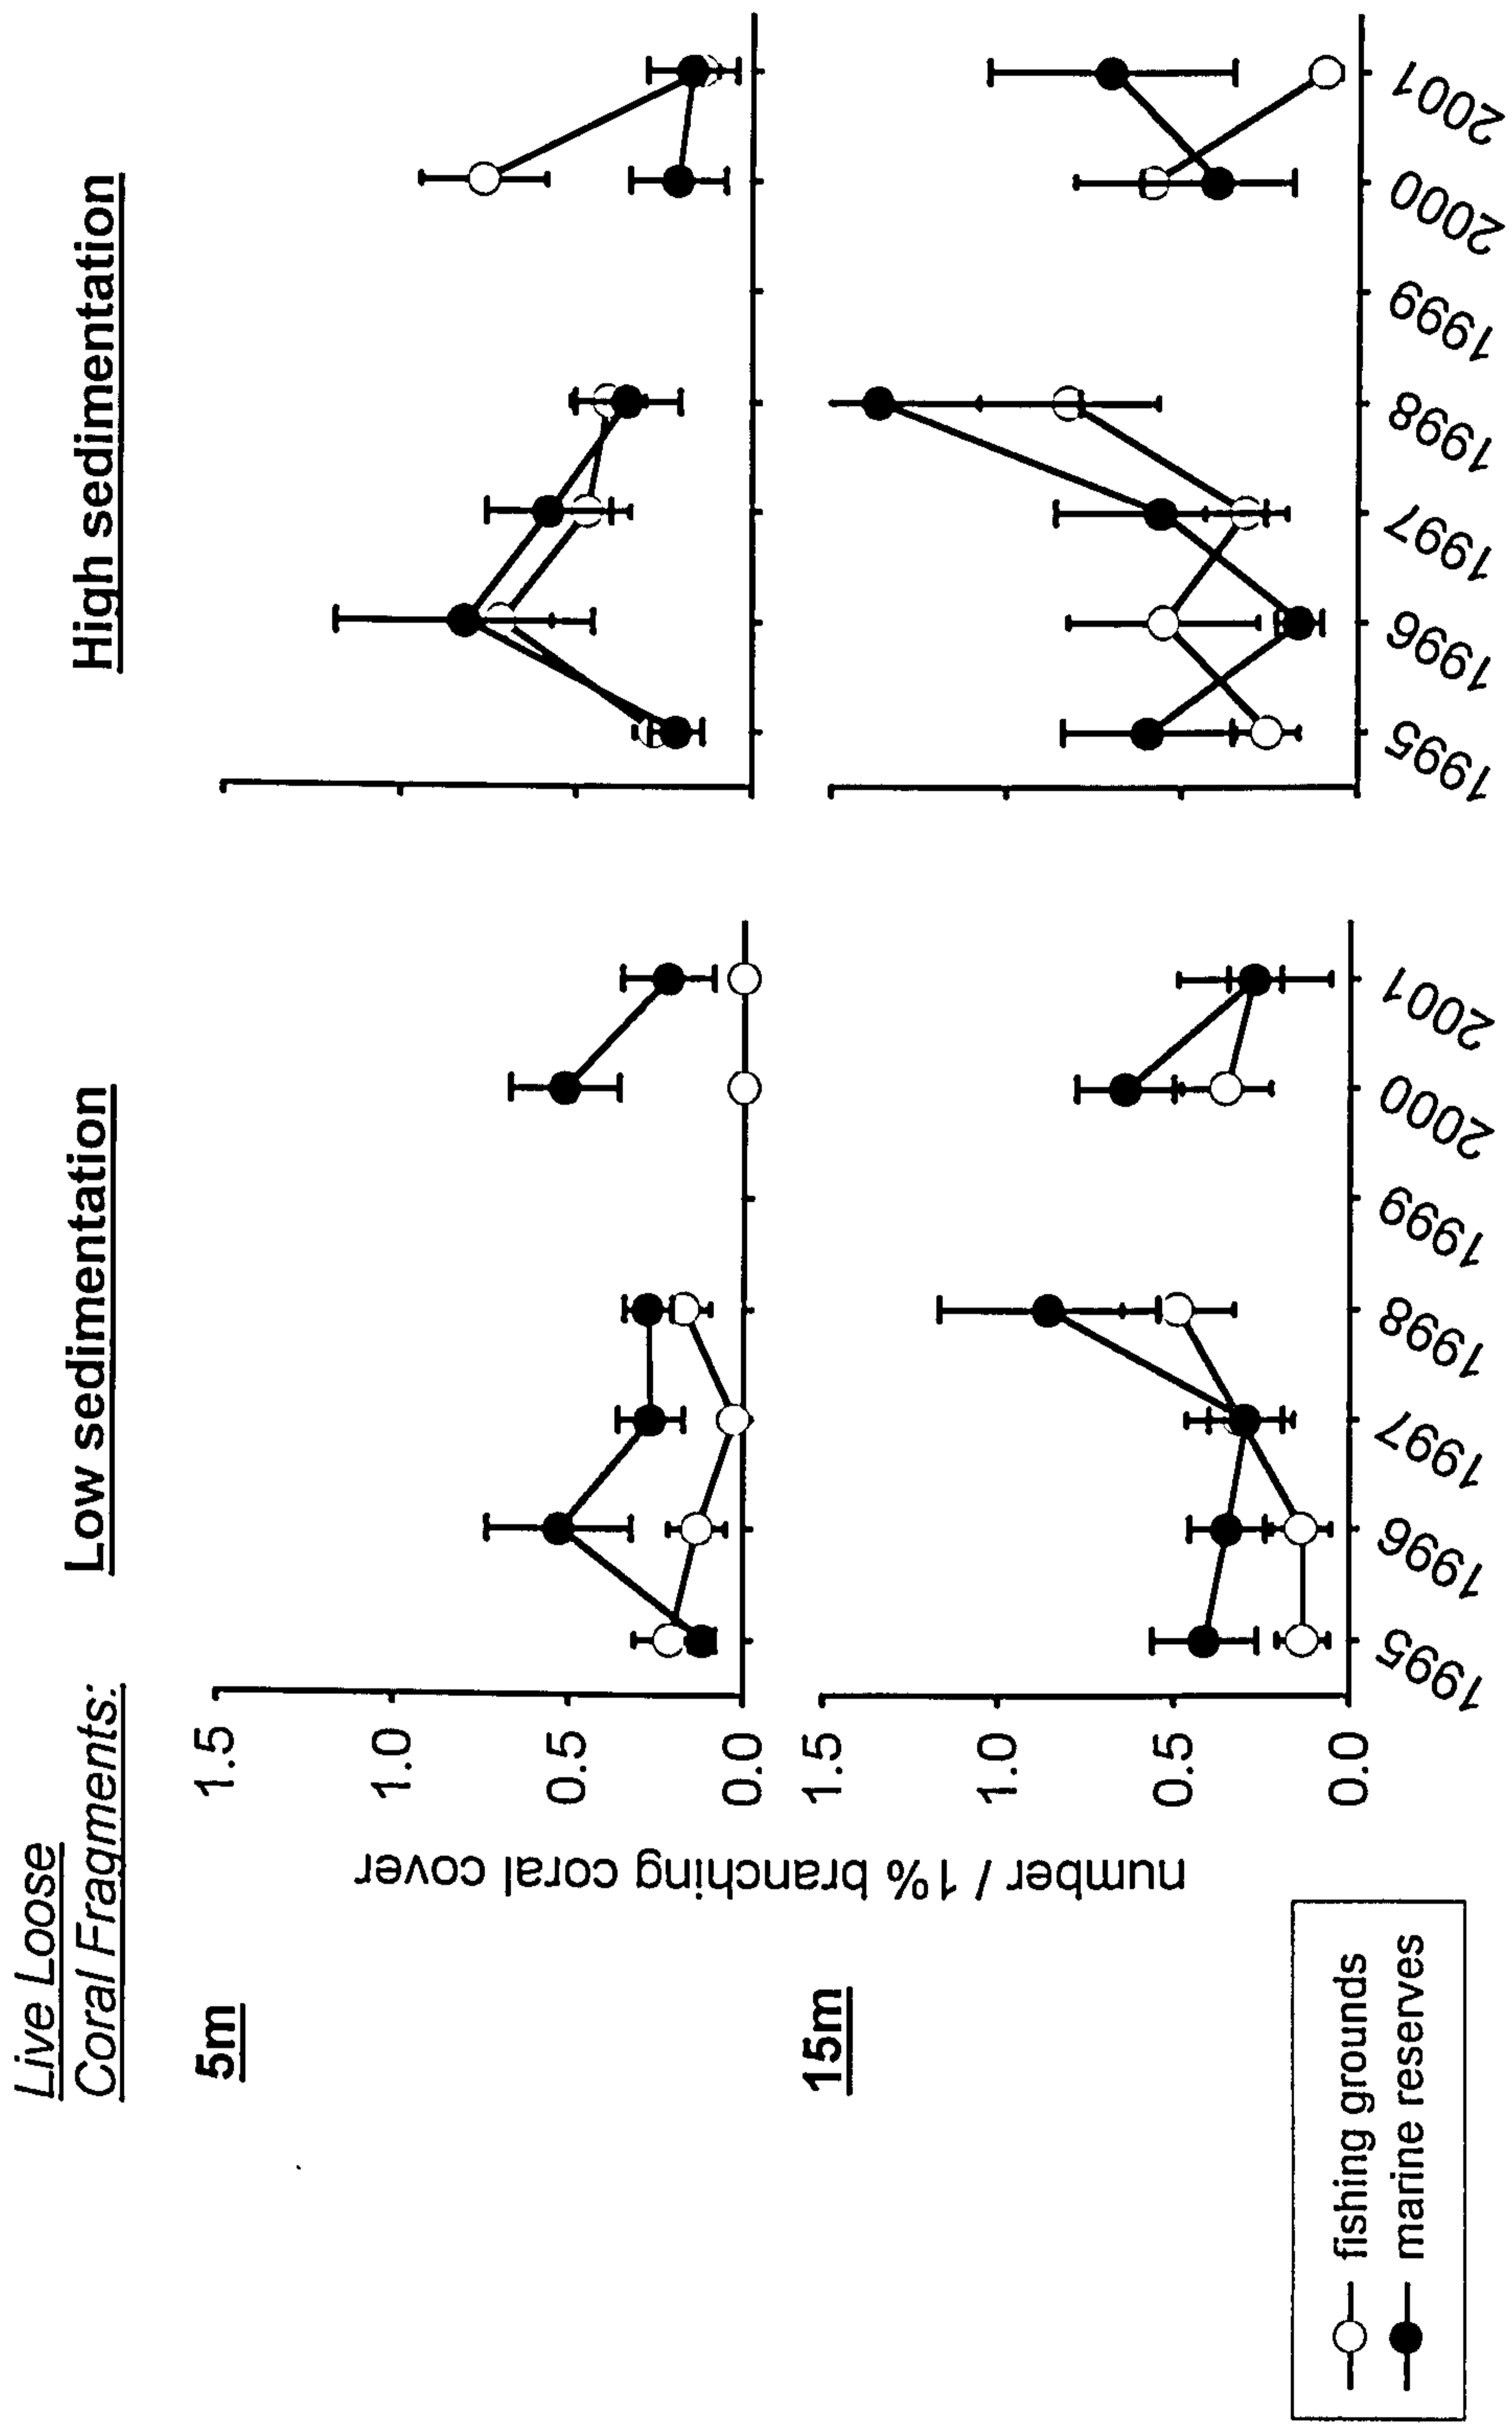 Live Loose
Coral Fragments:
Low sedimentation
High sedimentation
5m
1.5
1.0
0.5
0.0
number / 1% branching coral cover
15m
1.5
1.0
0.5
0.0
1995
1996
1997
1998
1999
2000
2001
1995
1996
1997
1998
1999
2000
2001
fishing grounds
marine reserves